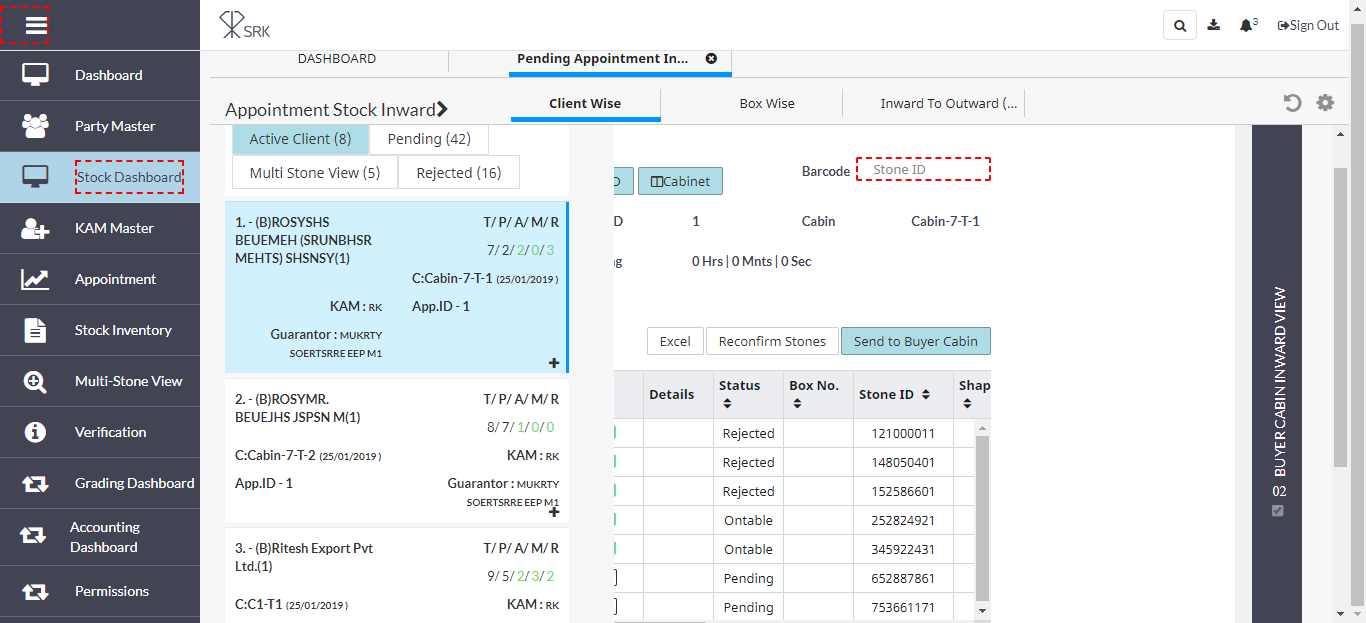 SRK
3
Sign Out
Dashboard
Party Master
Stock Dashboard
KAM Master
Appointment
Stock Inventory
Multi-Stone View
Verification
Grading Dashboard
Accounting
Dashboard
Permissions
DASHBOARD
Pending Appointment In...
Appointment Stock Inward
Client Wise
Box Wise
Inward To Outward (...
Active Client (8)
Pending (42)
Multi Stone View (5)
Rejected (16)
1. - (B)ROSYSHS
BEUEMEH (SRUNBHSR
MEHTS) SHSNSY(1)
T/ P/ A/ M/ R
7/ 2/ 2/ 0/ 3
C:Cabin-7-T-1 (25/01/2019 )
KAM : RK
App.ID - 1
Guarantor : MUKRTY
SOERTSRRE EEP M1
2. - (B)ROSYMR.
BEUEJHS JSPSN M(1)
T/ P/ A/ M/ R
8/ 7/ 1/ 0/ 0
C:Cabin-7-T-2 (25/01/2019 )
KAM : RK
App.ID - 1
Guarantor : MUKRTY
SOERTSRRE EEP M1
3. - (B)Ritesh Export Pvt
Ltd.(1)
T/ P/ A/ M/ R
9/ 5/ 2/ 3/ 2
C:C1-T1 (25/01/2019 )
KAM : RK
Cabinet
Barcode
Stone ID
D
1
Cabin
Cabin-7-T-1
g
0 Hrs | 0 Mnts | 0 Sec
Excel
Reconfirm Stones
Send to Buyer Cabin
Details
Status
Box No.
Stone ID
Shap
Rejected 121000011
Rejected 148050401
Rejected 152586601
Ontable 252824921
Ontable 345922431
Pending 652887861
Pending 753661171
BUYER CABIN INWARD VIEW
02